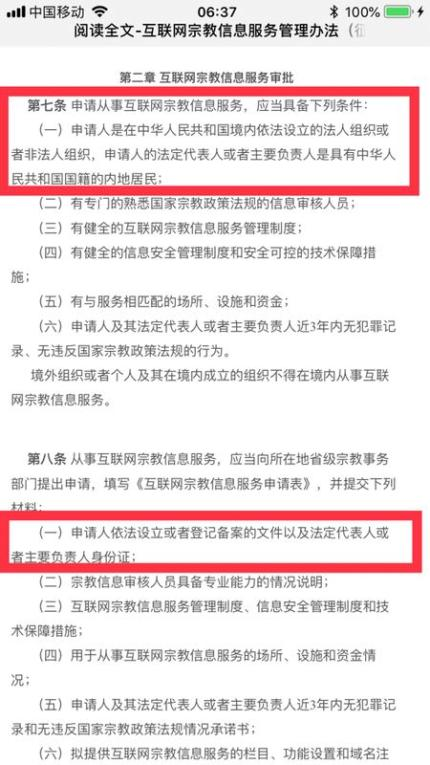 中国移动 06:37 100%
阅读全文-互联网宗教信息服务管理办法（征
第二章 互联网宗教信息服务审批
第七条 申请从事互联网宗教信息服务，应当具备下列条件：
（一）申请人是在中华人民共和国境内依法设立的法人组织或
者非法人组织，申请人的法定代表人或者主要负责人是具有中华人
民共和国国籍的内地居民；
（二）有专门的熟悉国家宗教政策法规的信息审核人员；
（三）有健全的互联网宗教信息服务管理制度；
（四）有健全的信息安全管理制度和安全可控的技术保障措
施；
（五）有与服务相匹配的场所、设施和资金；
（六）申请人及其法定代表人或者主要负责人近3年内无犯罪记
录、无违反国家宗教政策法规的行为。
境外组织或者个人及其在境内成立的组织不得在境内从事互联
网宗教信息服务。
第八条 从事互联网宗教信息服务，应当向所在地省级宗教事务
部门提出申请，填写《互联网宗教信息服务申请表》，并提交下列
材料：
（一）申请人依法设立或者登记备案的文件以及法定代表人或
者主要负责人身份证；
（二）宗教信息审核人员具备专业能力的情况说明；
（三）互联网宗教信息服务管理制度、信息安全管理制度和技
术保障措施；
（四）用于从事互联网宗教信息服务的场所、设施和资金情
况；
（五）申请人及其法定代表人或者主要负责人近3年内无犯罪记
录和无违反国家宗教政策法规情况承诺书；
（六）拟提供互联网宗教信息服务的栏目、功能设置和域名注